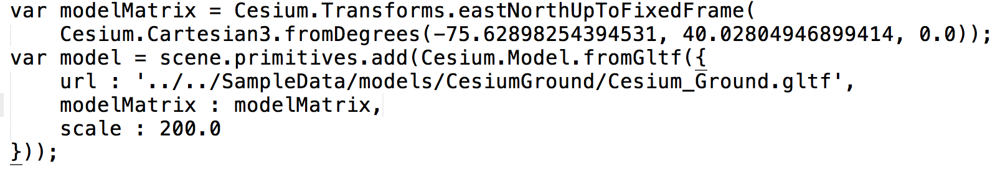 var modelMatrix = Cesium.Transforms.eastNorthUpToFixedFrame(
    Cesium.Cartesian3.fromDegrees(-75.62898254394531, 40.02804946899414, 0.0));
var model = scene.primitives.add(Cesium.Model.fromGltf({
    url : '../../SampleData/models/CesiumGround/Cesium_Ground.gltf',
    modelMatrix : modelMatrix,
    scale : 200.0
}));